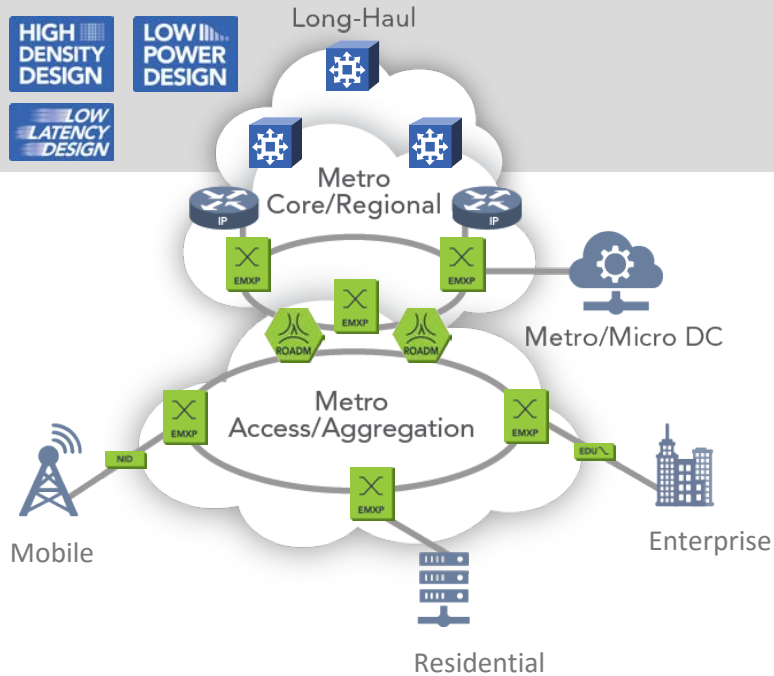 Long-Haul
HIGH
DENSITY
DESIGN
LOW
POWER
DESIGN
LOW
LATENCY
DESIGN
Metro
Core/Regional
IP
IP
EMXP
EMXP
EMXP
ROADM
ROADM
Metro/Micro DC
Metro
Access/Aggregation
EMXP
EMXP
NID
EDU
EMXP
Mobile
Enterprise
Residential